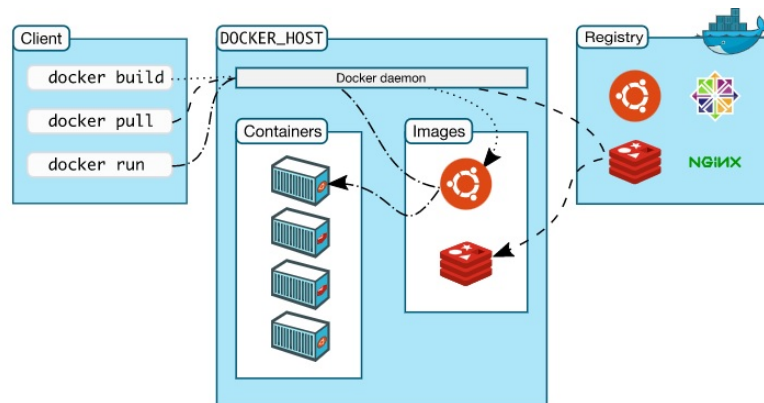 Client
docker build
docker pull
docker run
DOCKER_HOST
Docker daemon
Containers
Images
Registry
NGINX